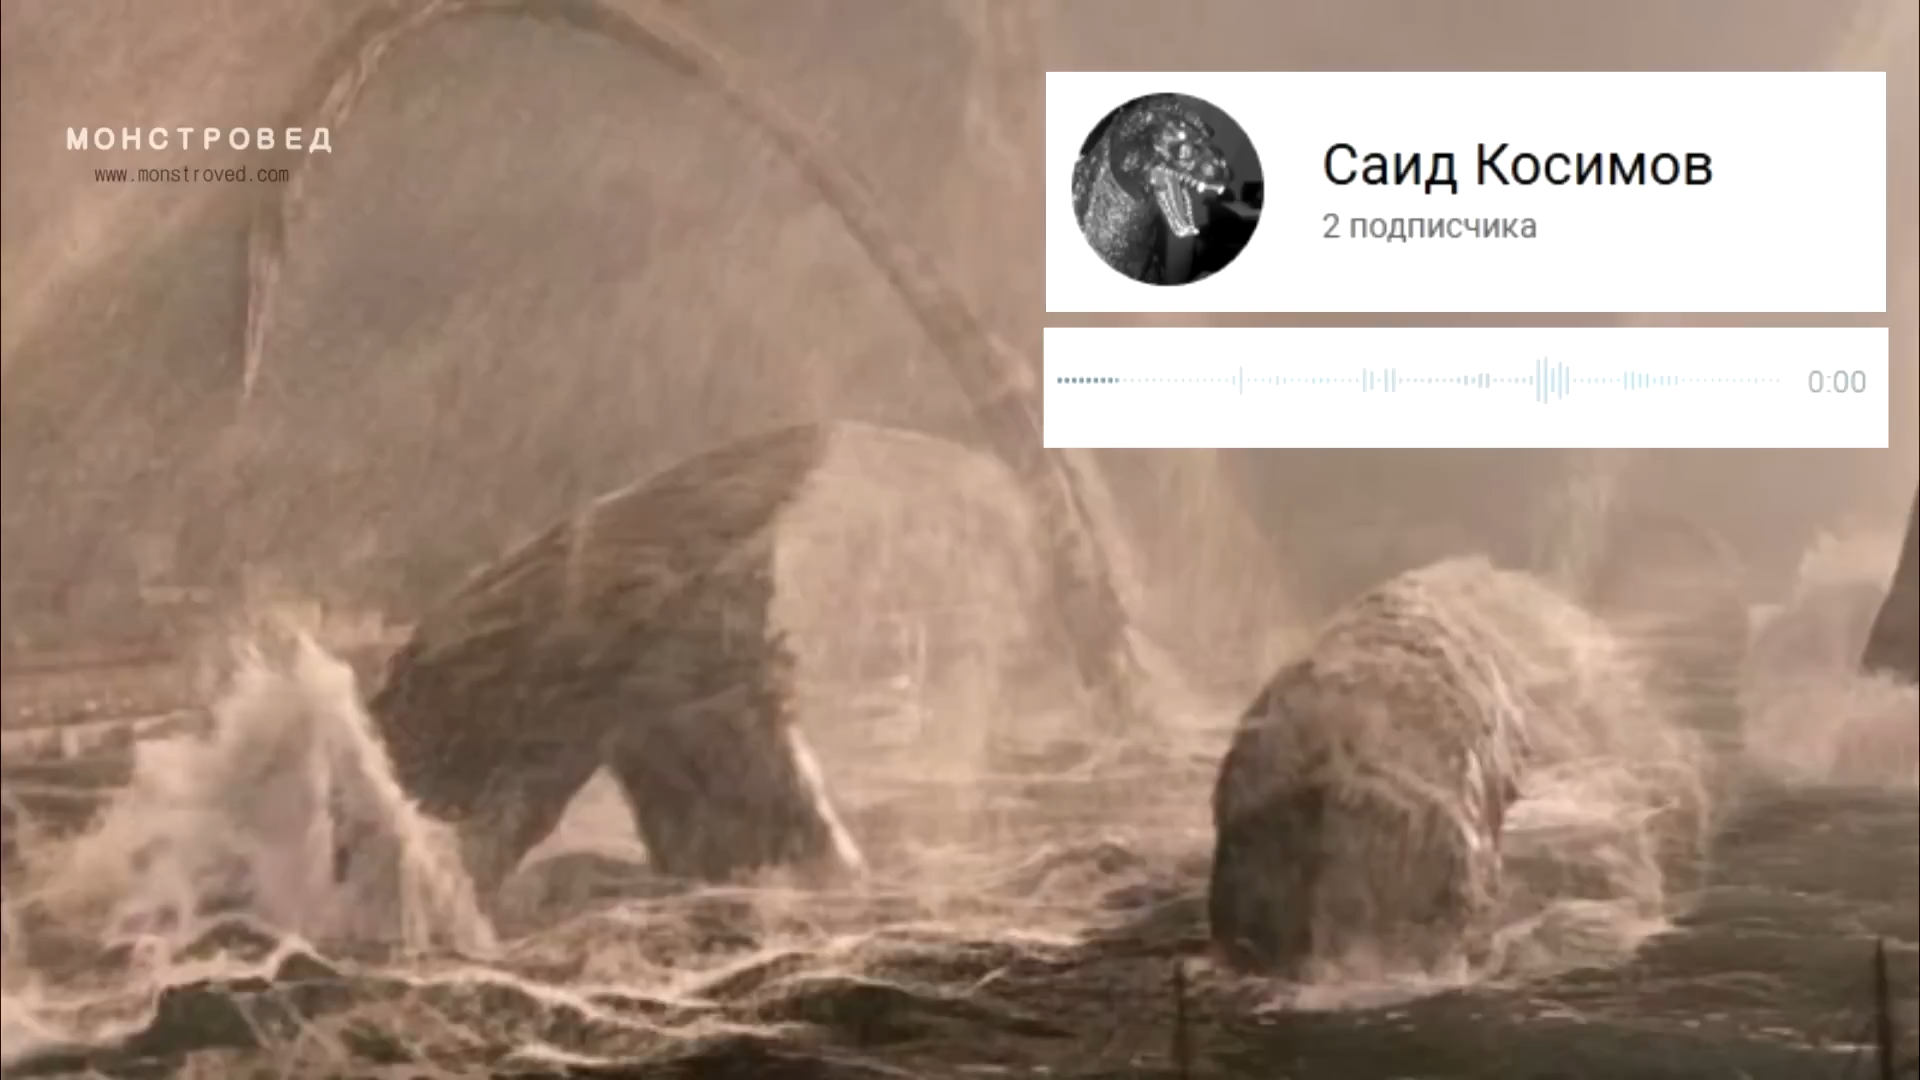 МОНСТРОВЕД
www.monstroved.com
Саид Косимов
2 подписчика
0:00